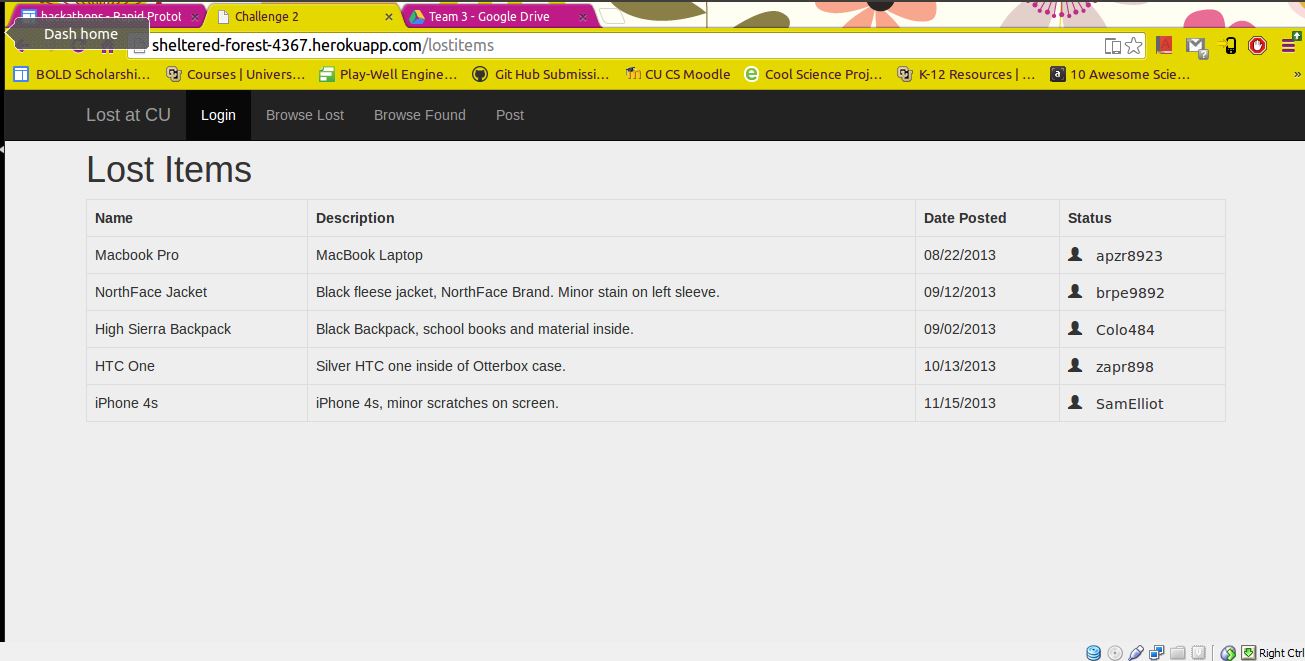 hackathons - Rapid Protot
Challenge 2
Team 3 - Google Drive
Dash home
sheltered-forest-4367.herokuapp.com/lostitems
BOLD Scholarshi... Courses | Univers... Play-Well Engine... Git Hub Submissi... CU CS Moodle Cool Science Proj... K-12 Resources | ... 10 Awesome Scie... »
Lost at CU Login Browse Lost Browse Found Post
Lost Items
Name Description Date Posted Status
Macbook Pro MacBook Laptop 08/22/2013 apzr8923
NorthFace Jacket Black fleese jacket, NorthFace Brand. Minor stain on left sleeve. 09/12/2013 brpe9892
High Sierra Backpack Black Backpack, school books and material inside. 09/02/2013 Colo484
HTC One Silver HTC one inside of Otterbox case. 10/13/2013 zapr898
iPhone 4s iPhone 4s, minor scratches on screen. 11/15/2013 SamElliot
Right Ctrl